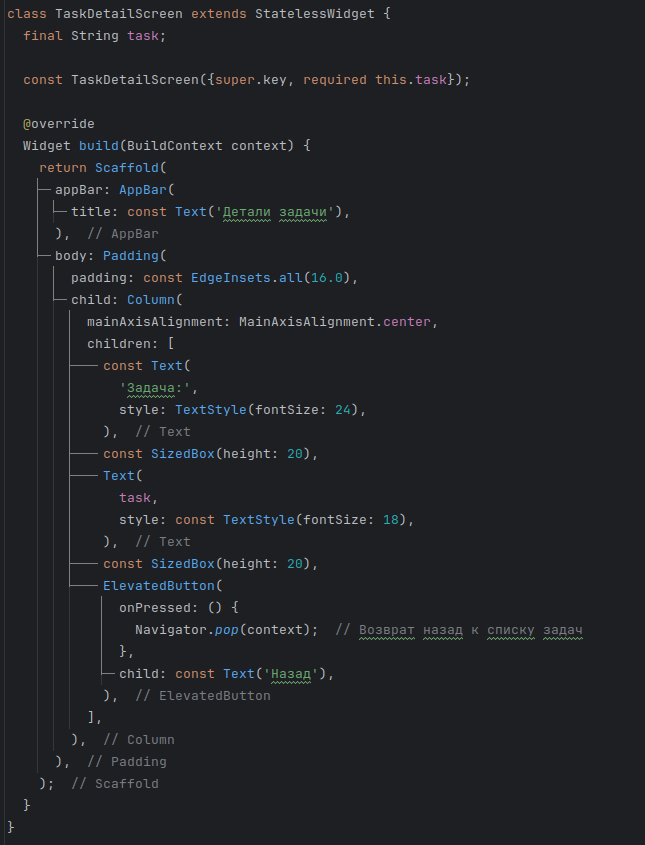 class TaskDetailScreen extends StatelessWidget {
  final String task;

  const TaskDetailScreen({super.key, required this.task});

  @override
  Widget build(BuildContext context) {
    return Scaffold(
      appBar: AppBar(
        title: const Text('Детали задачи'),
      ),  // AppBar
      body: Padding(
        padding: const EdgeInsets.all(16.0),
        child: Column(
          mainAxisAlignment: MainAxisAlignment.center,
          children: [
            const Text(
              'Задача:',
              style: TextStyle(fontSize: 24),
            ),  // Text
            const SizedBox(height: 20),
            Text(
              task,
              style: const TextStyle(fontSize: 18),
            ),  // Text
            const SizedBox(height: 20),
            ElevatedButton(
              onPressed: () {
                Navigator.pop(context);  // Возврат назад к списку задач
              },
              child: const Text('Назад'),
            ),  // ElevatedButton
          ],
        ),  // Column
      ),  // Padding
    );  // Scaffold
  }
}